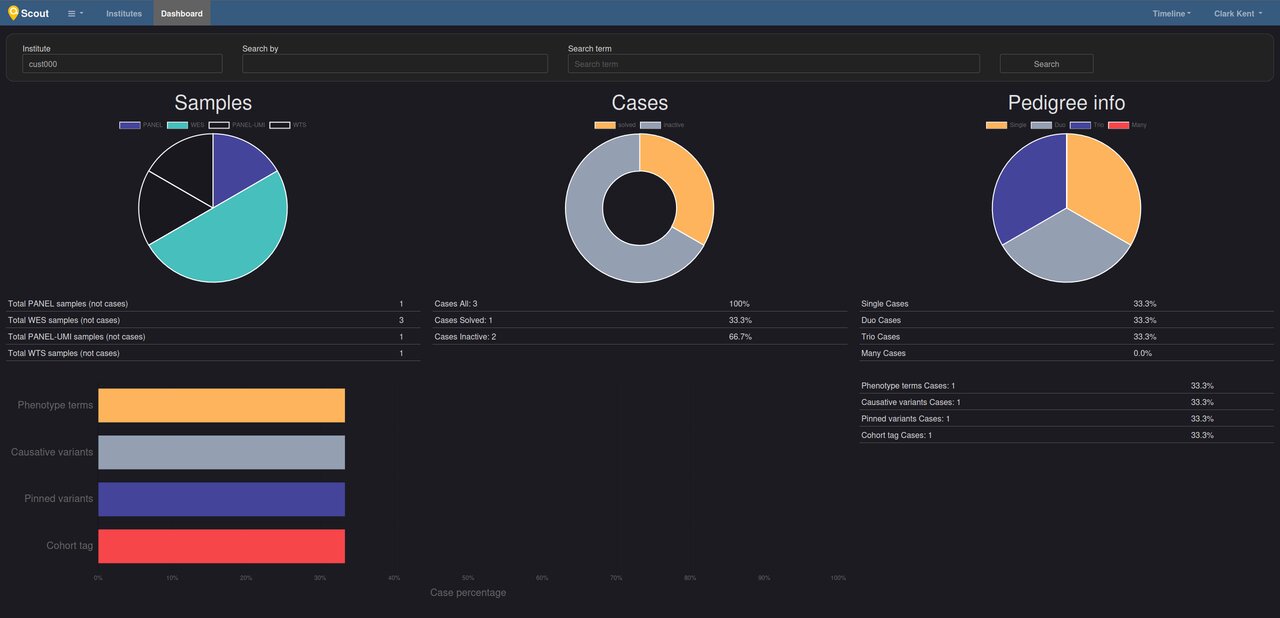 Scout Institutes Dashboard Timeline Clark Kent
Institute Search by Search term
cust000 Search term Search
Samples Cases Pedigree info
PANEL WES PANEL-UMI WTS solved inactive Single Duo Trio Many
Total PANEL samples (not cases) 1 Cases All: 3 100% Single Cases 33.3%
Total WES samples (not cases) 3 Cases Solved: 1 33.3% Duo Cases 33.3%
Total PANEL-UMI samples (not cases) 1 Cases Inactive: 2 66.7% Trio Cases 33.3%
Total WTS samples (not cases) 1 Many Cases 0.0%
Phenotype terms Cases: 1 33.3%
Causative variants Cases: 1 33.3%
Pinned variants Cases: 1 33.3%
Cohort tag Cases: 1 33.3%
Phenotype terms
Causative variants
Pinned variants
Cohort tag
0% 10% 20% 30% 40% 50% 60% 70% 80% 90% 100%
Case percentage